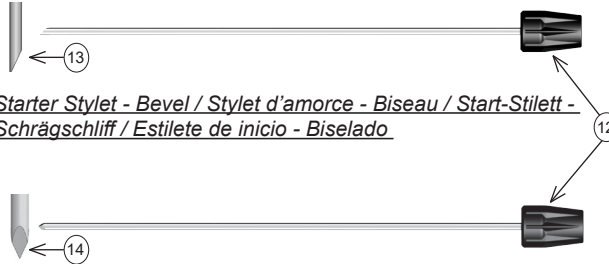 13
Starter Stylet - Bevel / Stylet d'amorce - Biseau / Start-Stilett -
Schrägschliff / Estilete de inicio - Biselado
12
14